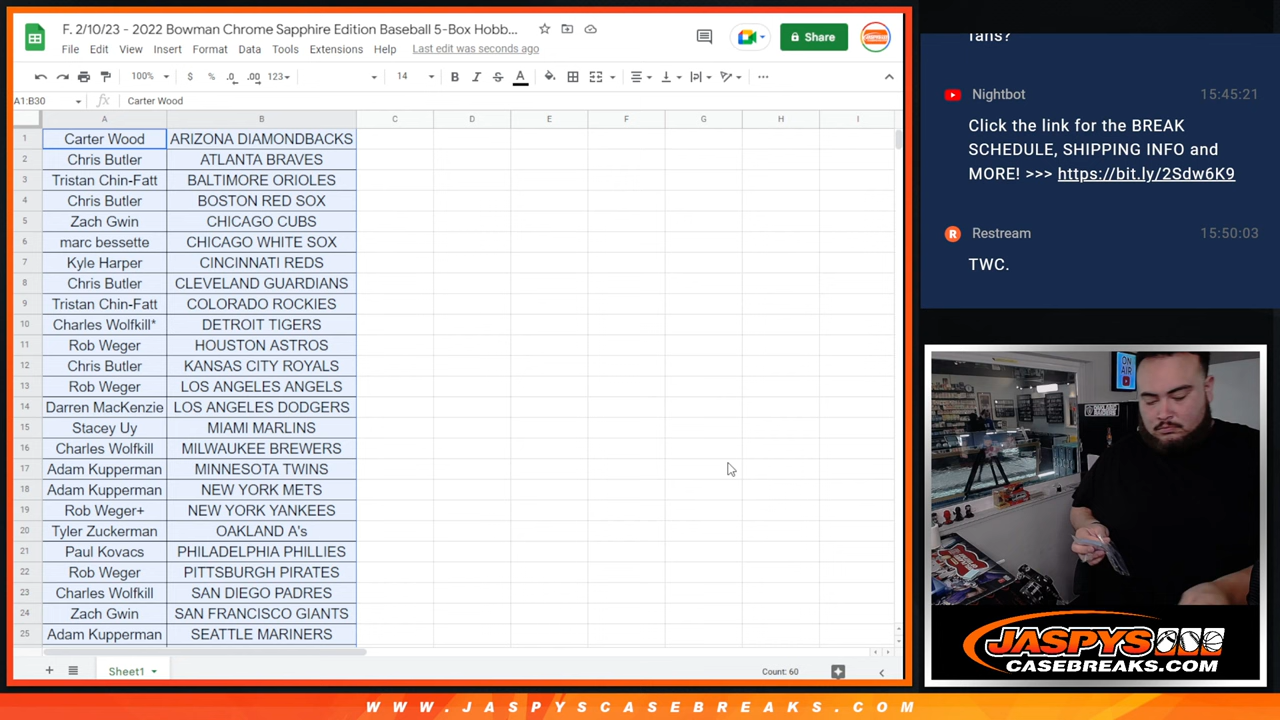 F. 2/10/23 - 2022 Bowman Chrome Sapphire Edition Baseball 5-Box Hobb...
Share
File Edit View Insert Format Data Tools Extensions Help Last edit was seconds ago
100% $ % .0 .00 123 14 B I S A
A1:B30 fx Carter Wood
A B C D E F G H I
1 Carter Wood ARIZONA DIAMONDBACKS
2 Chris Butler ATLANTA BRAVES
3 Tristan Chin-Fatt BALTIMORE ORIOLES
4 Chris Butler BOSTON RED SOX
5 Zach Gwin CHICAGO CUBS
6 marc bessette CHICAGO WHITE SOX
7 Kyle Harper CINCINNATI REDS
8 Chris Butler CLEVELAND GUARDIANS
9 Tristan Chin-Fatt COLORADO ROCKIES
10 Charles Wolfkill* DETROIT TIGERS
11 Rob Weger HOUSTON ASTROS
12 Chris Butler KANSAS CITY ROYALS
13 Rob Weger LOS ANGELES ANGELS
14 Darren MacKenzie LOS ANGELES DODGERS
15 Stacey Uy MIAMI MARLINS
16 Charles Wolfkill MILWAUKEE BREWERS
17 Adam Kupperman MINNESOTA TWINS
18 Adam Kupperman NEW YORK METS
19 Rob Weger+ NEW YORK YANKEES
20 Tyler Zuckerman OAKLAND A's
21 Paul Kovacs PHILADELPHIA PHILLIES
22 Rob Weger PITTSBURGH PIRATES
23 Charles Wolfkill SAN DIEGO PADRES
24 Zach Gwin SAN FRANCISCO GIANTS
25 Adam Kupperman SEATTLE MARINERS
Sheet1
Count: 60
fans?
Nightbot 15:45:21
Click the link for the BREAK
SCHEDULE, SHIPPING INFO and
MORE! >>> https://bit.ly/2Sdw6K9
Restream 15:50:03
TWC.
ON
AIR
JASPYS
CASEBREAKS.COM
WWW.JASPYSCASEBREAKS.COM